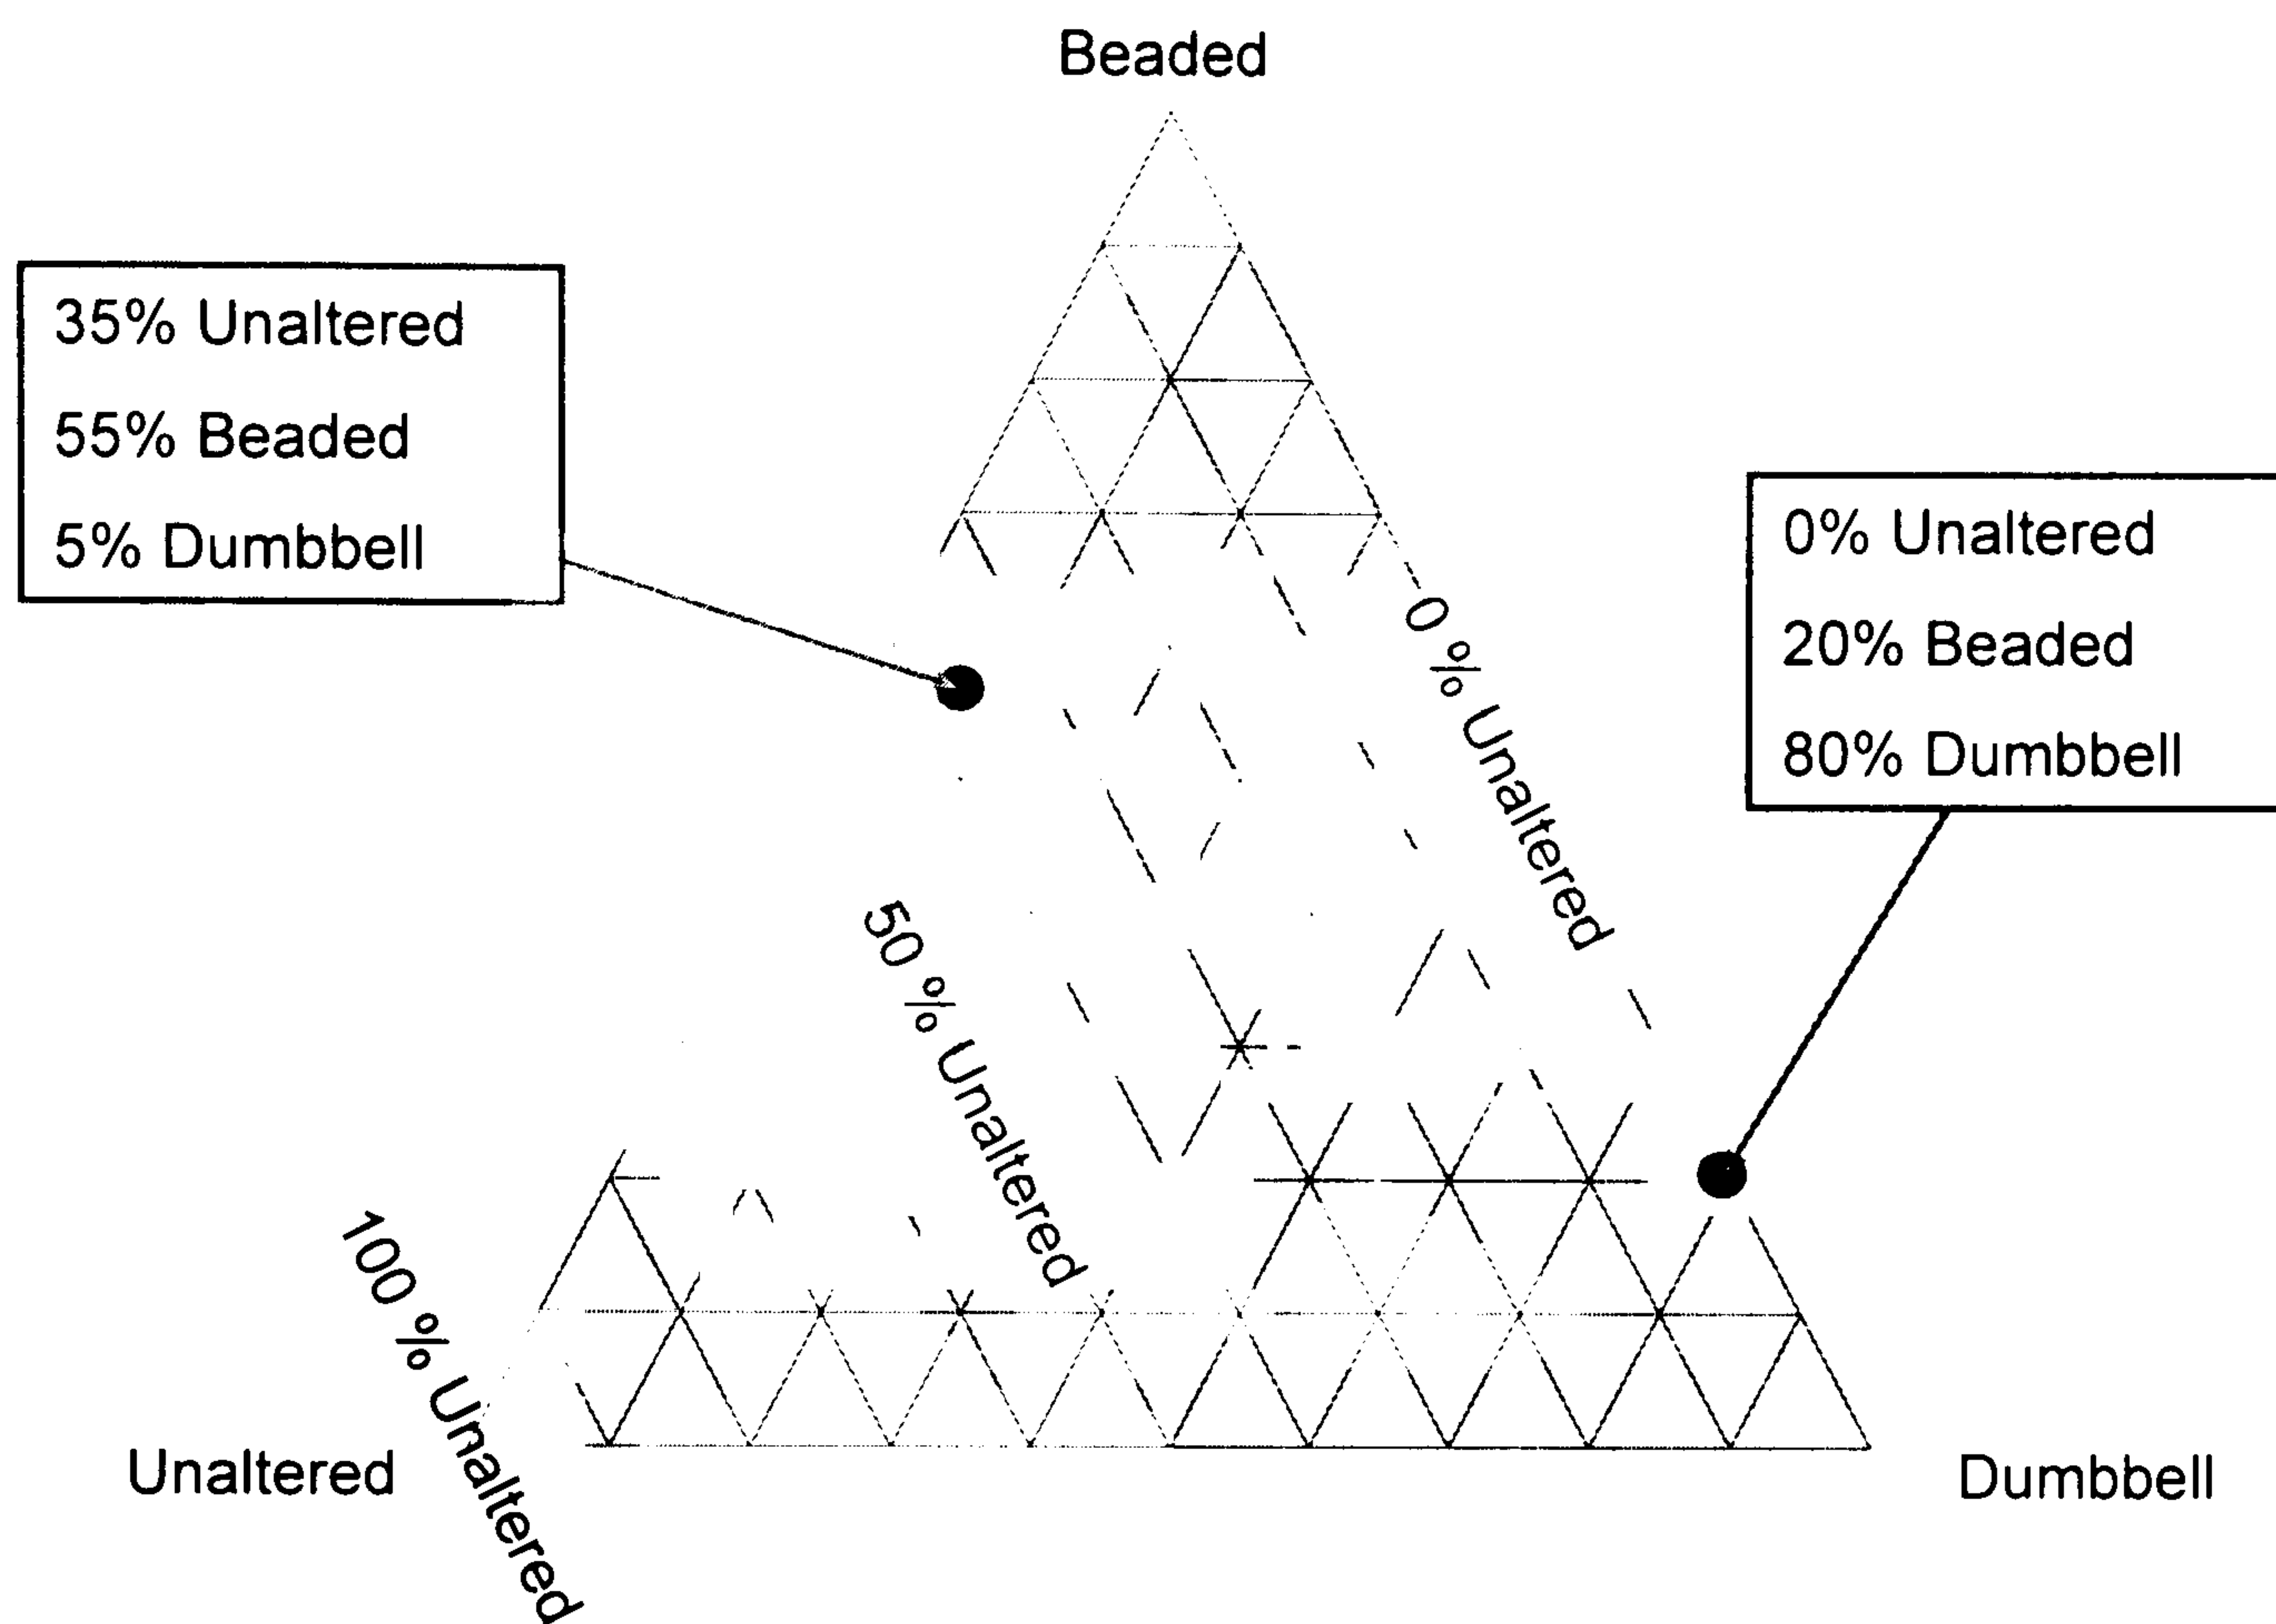 Beaded
35% Unaltered
55% Beaded
5% Dumbbell
0% Unaltered
20% Beaded
80% Dumbbell
0 % Unaltered
50 % Unaltered
100 % Unaltered
Unaltered
Dumbbell